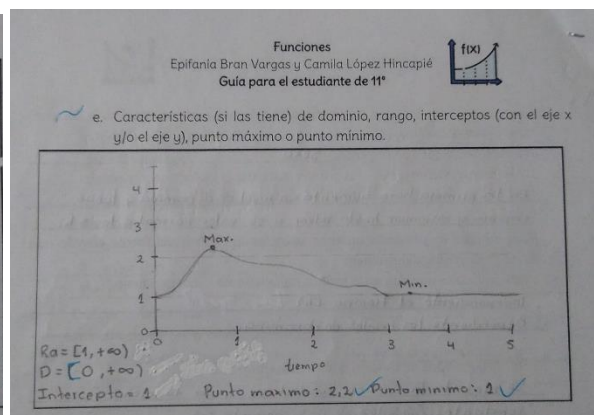 Funciones
Epifanía Bran Vargas y Camila López Hincapié
Guía para el estudiante de 11°
f(x)
e. Características (si las tiene) de dominio, rango, interceptos (con el eje x
y/o el eje y), punto máximo o punto mínimo.
4
3
Max.
2
Min.
1
0
0 1 2 3 4 5
tiempo
Ra = [1, +∞)
D = [0, +∞)
Intercepto = 1
Punto maximo: 2,2
Punto minimo: 1